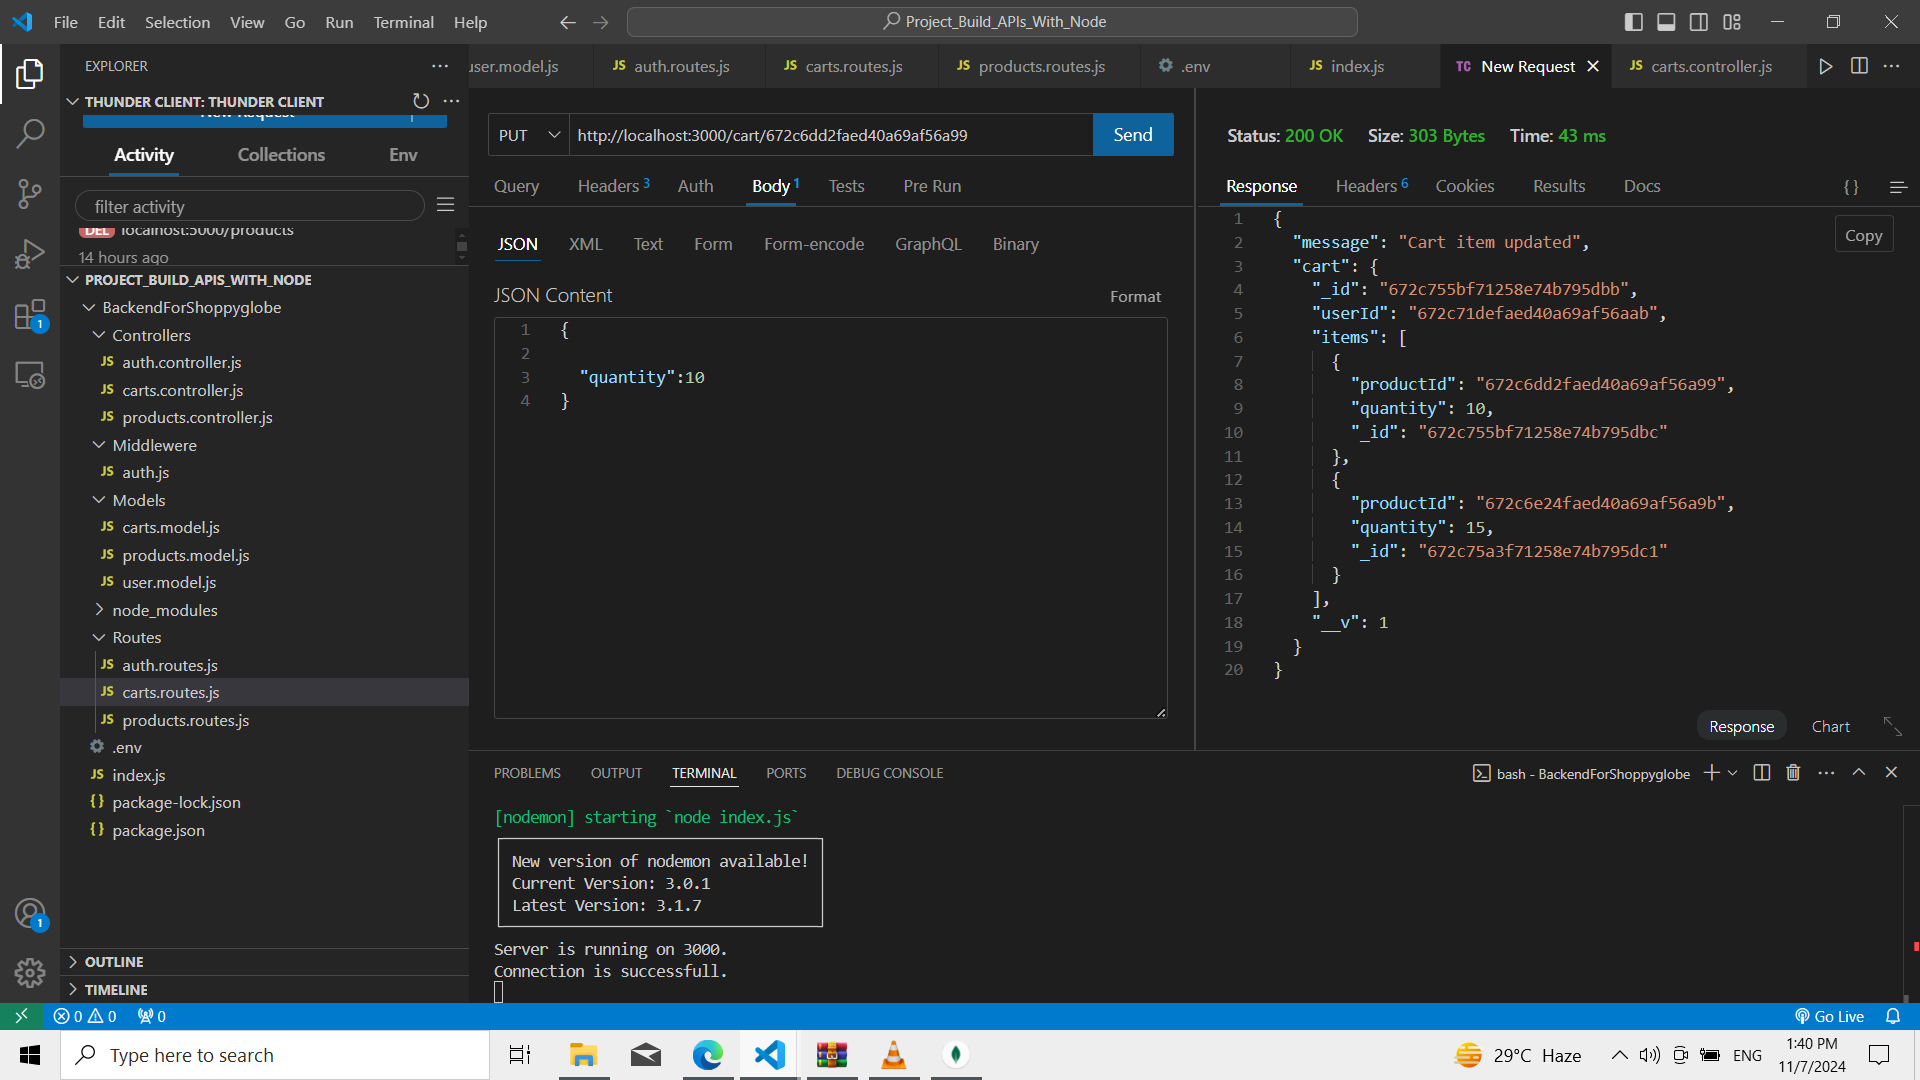 File Edit Selection View Go Run Terminal Help
Project_Build_APIs_With_Node
EXPLORER
THUNDER CLIENT: THUNDER CLIENT
New Request
Activity Collections Env
filter activity
DEL localhost:5000/products
14 hours ago
PROJECT_BUILD_APIS_WITH_NODE
BackendForShoppyglobe
Controllers
JS auth.controller.js
JS carts.controller.js
JS products.controller.js
Middlewere
JS auth.js
Models
JS carts.model.js
JS products.model.js
JS user.model.js
node_modules
Routes
JS auth.routes.js
JS carts.routes.js
JS products.routes.js
.env
JS index.js
{} package-lock.json
{} package.json
OUTLINE
TIMELINE
1
1
user.model.js JS auth.routes.js JS carts.routes.js JS products.routes.js .env JS index.js TC New Request JS carts.controller.js
PUT http://localhost:3000/cart/672c6dd2faed40a69af56a99 Send
Query Headers 3 Auth Body 1 Tests Pre Run
JSON XML Text Form Form-encode GraphQL Binary
JSON Content Format
1 {
2
3 "quantity":10
4 }
Status: 200 OK Size: 303 Bytes Time: 43 ms
Response Headers 6 Cookies Results Docs { }
Copy
1 {
2 "message": "Cart item updated",
3 "cart": {
4 "_id": "672c755bf71258e74b795dbb",
5 "userId": "672c71defaed40a69af56aab",
6 "items": [
7 {
8 "productId": "672c6dd2faed40a69af56a99",
9 "quantity": 10,
10 "_id": "672c755bf71258e74b795dbc"
11 },
12 {
13 "productId": "672c6e24faed40a69af56a9b",
14 "quantity": 15,
15 "_id": "672c75a3f71258e74b795dc1"
16 }
17 ],
18 "__v": 1
19 }
20 }
Response Chart
PROBLEMS OUTPUT TERMINAL PORTS DEBUG CONSOLE
bash - BackendForShoppyglobe
[nodemon] starting `node index.js`
New version of nodemon available!
Current Version: 3.0.1
Latest Version: 3.1.7
Server is running on 3000.
Connection is successfull.
0 0 0
Go Live
Type here to search
29°C Haze
ENG
1:40 PM
11/7/2024